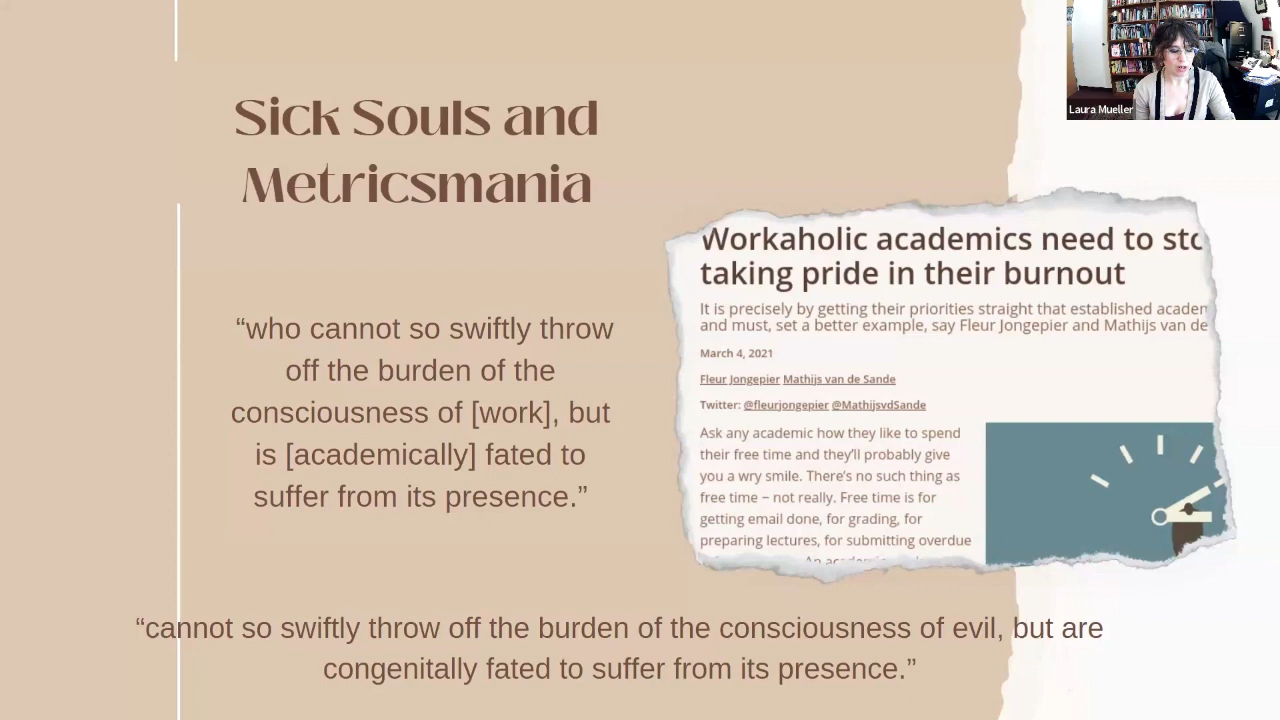 Sick Souls and
Metricsmania
“who cannot so swiftly throw
off the burden of the
consciousness of [work], but
is [academically] fated to
suffer from its presence.”
Workaholic academics need to sto
taking pride in their burnout
It is precisely by getting their priorities straight that established academ
and must, set a better example, say Fleur Jongepier and Mathijs van de
March 4, 2021
Fleur Jongepier Mathijs van de Sande
Twitter: @fleurjongepier @MathijsvdSande
Ask any academic how they like to spend
their free time and they’ll probably give
you a wry smile. There’s no such thing as
free time – not really. Free time is for
getting email done, for grading, for
preparing lectures, for submitting overdue
“cannot so swiftly throw off the burden of the consciousness of evil, but are
congenitally fated to suffer from its presence.”
Laura Mueller